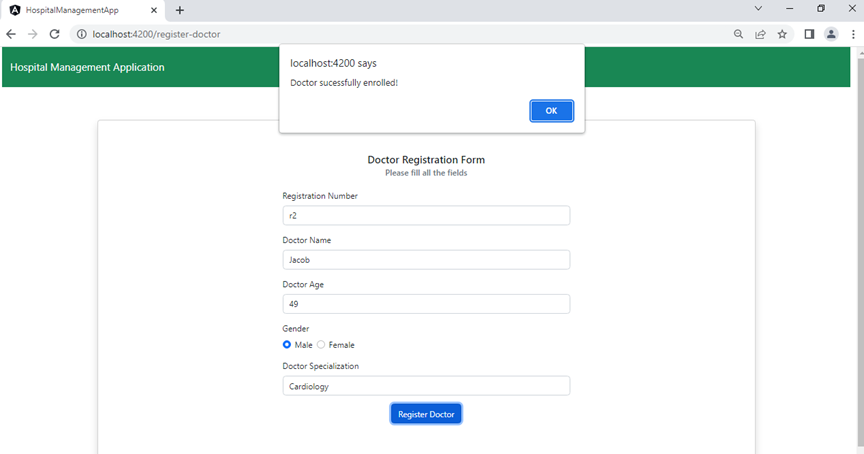 HospitalManagementApp
localhost:4200/register-doctor
Hospital Management Application
localhost:4200 says
Doctor sucessfully enrolled!
OK
Doctor Registration Form
Please fill all the fields
Registration Number
r2
Doctor Name
Jacob
Doctor Age
49
Gender
Male Female
Doctor Specialization
Cardiology
Register Doctor